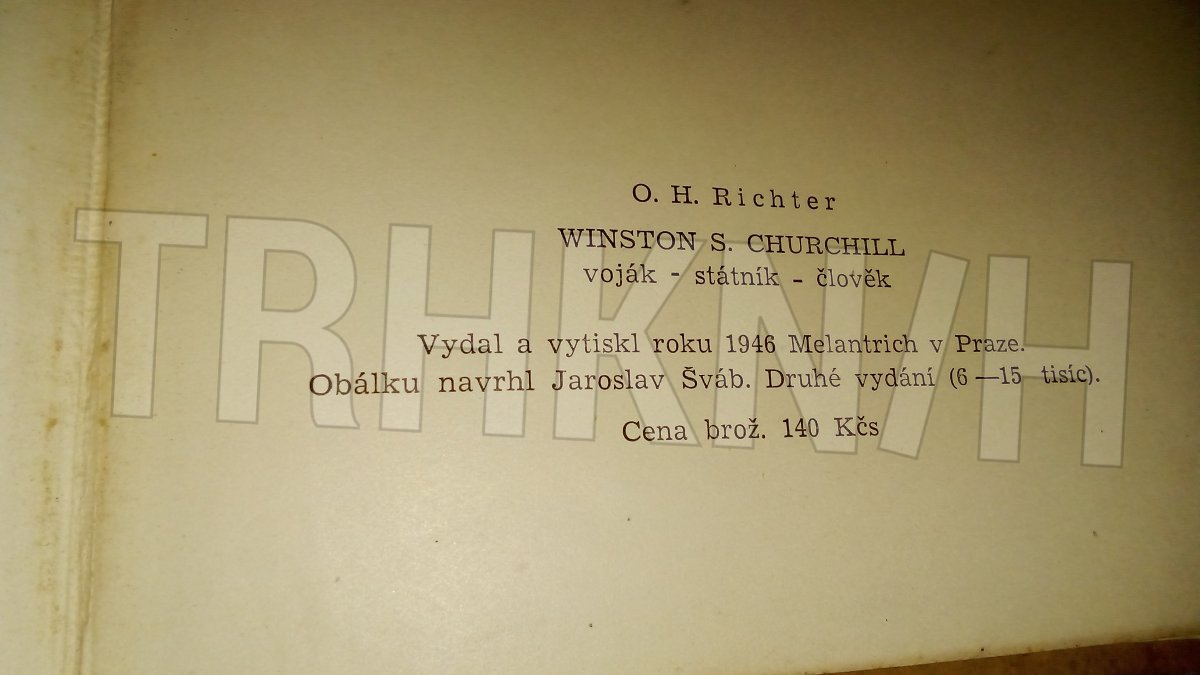 O. H. Richter
WINSTON S. CHURCHILL
voják - státník - člověk
Vydal a vytiskl roku 1946 Melantrich v Praze.
Obálku navrhl Jaroslav Šváb. Druhé vydání (6—15 tisíc).
Cena brož. 140 Kčs
TRHKNIH